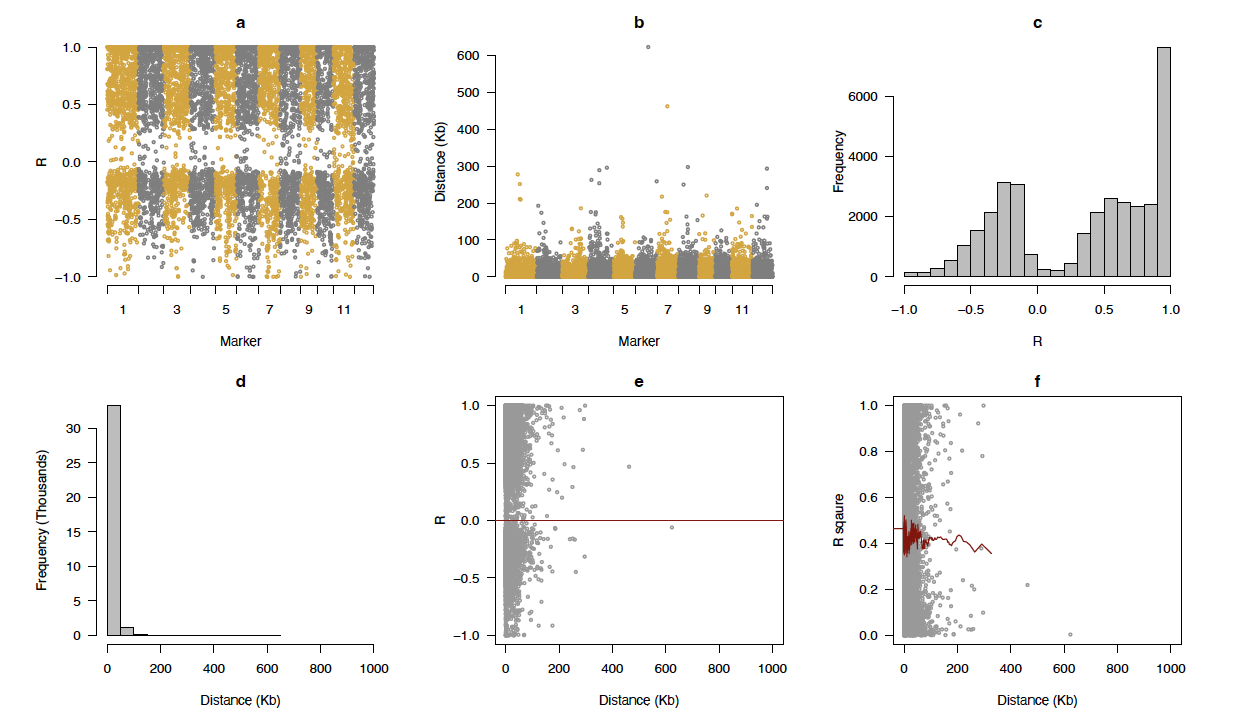 a
1.0
0.5
0.0
−0.5
−1.0
R
1 3 5 7 9 11
Marker
b
600
500
400
300
200
100
0
Distance (Kb)
1 3 5 7 9 11
Marker
c
6000
4000
2000
0
Frequency
−1.0 −0.5 0.0 0.5 1.0
R
d
30
25
20
15
10
5
0
Frequency (Thousands)
0 200 400 600 800 1000
Distance (Kb)
e
1.0
0.5
0.0
−0.5
−1.0
R
0 200 400 600 800 1000
Distance (Kb)
f
1.0
0.8
0.6
0.4
0.2
0.0
R sqaure
0 200 400 600 800 1000
Distance (Kb)